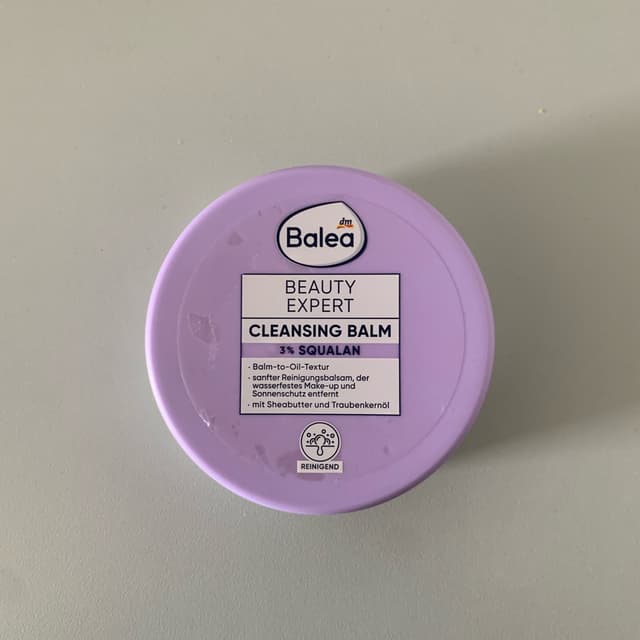 dm
Balea
BEAUTY
EXPERT
CLEANSING BALM
3% SQUALAN
· Balm-to-Oil-Textur
· sanfter Reinigungsbalsam, der
wasserfestes Make-up und
Sonnenschutz entfernt
· mit Sheabutter und Traubenkernöl
REINIGEND